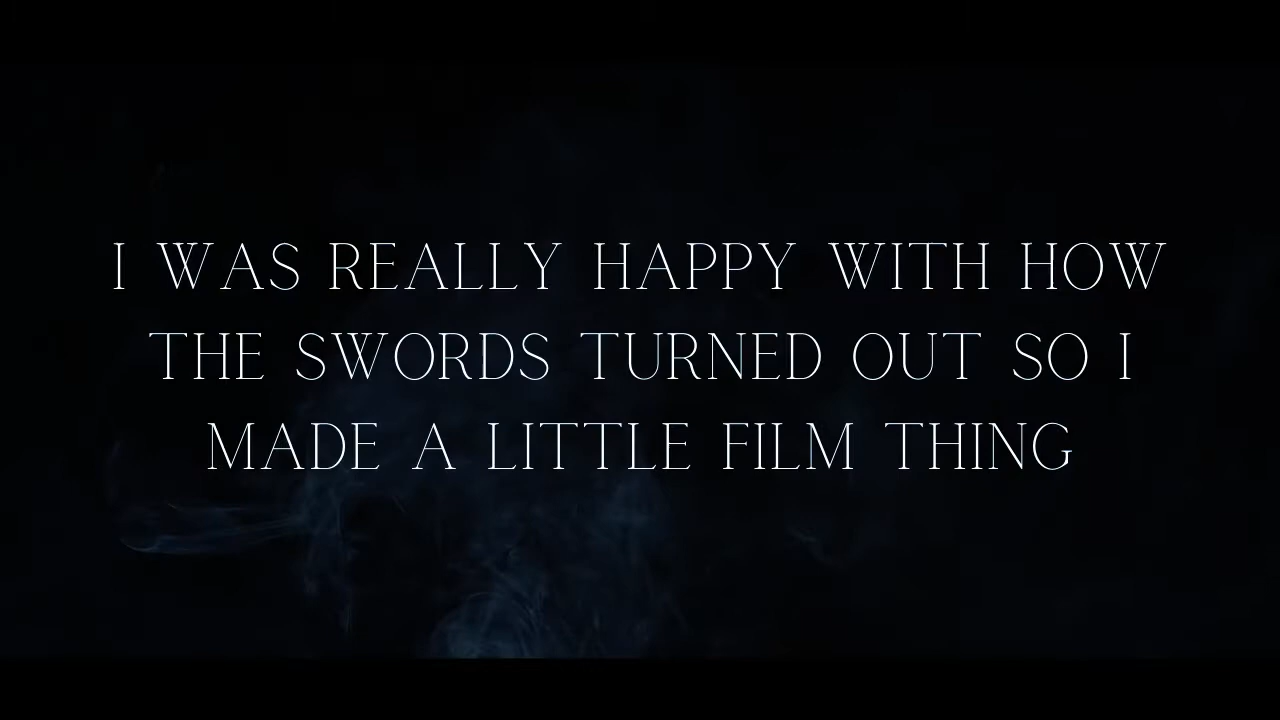 I WAS REALLY HAPPY WITH HOW
THE SWORDS TURNED OUT SO I
MADE A LITTLE FILM THING